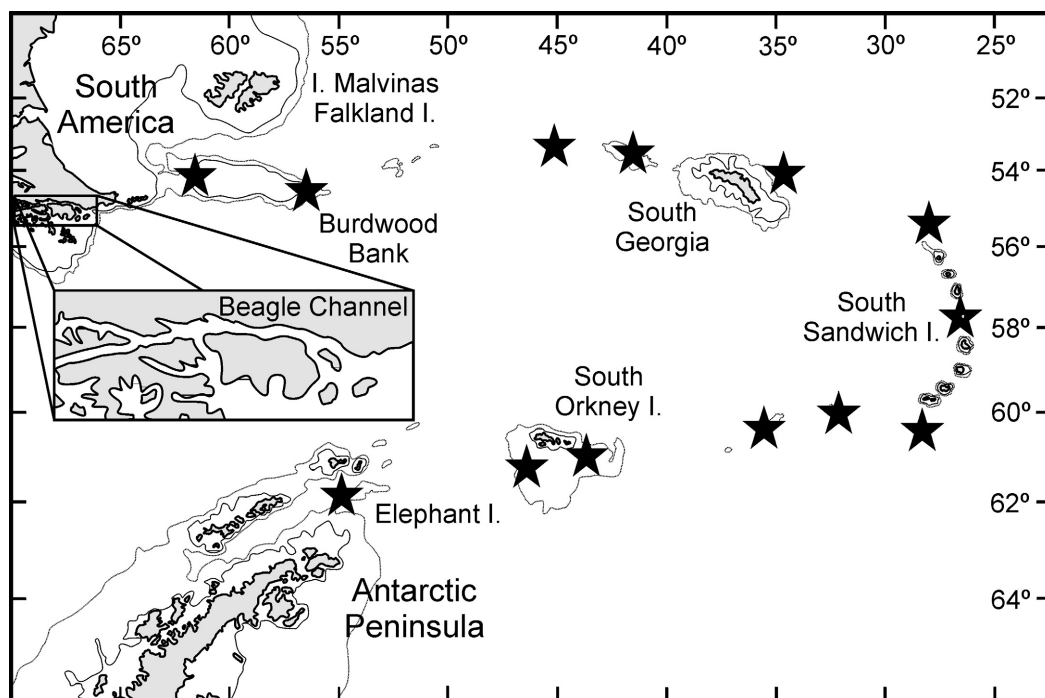 65º 60º 50º 45º 40º 35º 30º 25º
South
America
I. Malvinas
Falkland I.
52º
54º
Burdwood
Bank
South
Georgia
56º
Beagle Channel
South
Sandwich I.
58º
South
Orkney I.
60º
Elephant I.
62º
Antarctic
Peninsula
64º